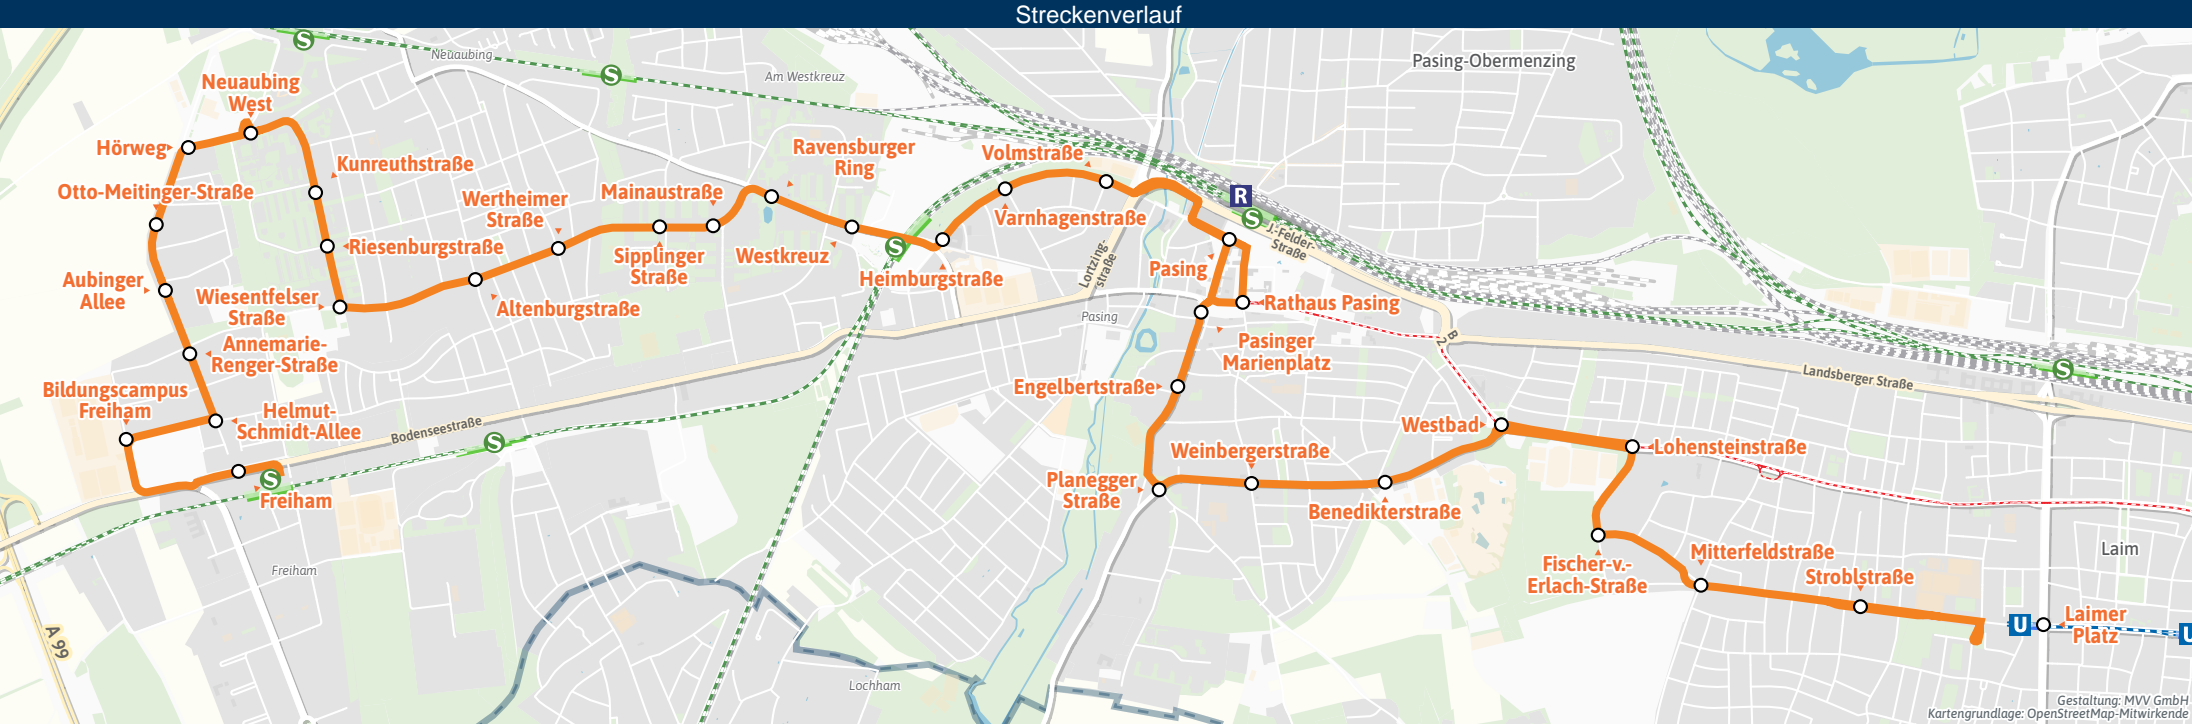 Streckenverlauf
S
Neuaubing
S
Am Westkreuz
Pasing-Obermenzing
Neuaubing
West
Hörweg
Kunreuthstraße
Otto-Meitinger-Straße
Riesenburgstraße
Aubinger
Allee
Wiesentfelser
Straße
Annemarie-
Renger-Straße
Bildungscampus
Freiham
Helmut-
Schmidt-Allee
S
Freiham
Bodenseestraße
S
Freiham
A 99
Altenburgstraße
Wertheimer
Straße
Mainaustraße
Sipplinger
Straße
Ravensburger
Ring
Westkreuz
S
Heimburgstraße
Volmstraße
Varnhagenstraße
Lortzing-
straße
Pasing
R
S
J.-Felder-
Straße
Pasing
Rathaus Pasing
Pasinger
Marienplatz
Engelbertstraße
Planegger
Straße
Weinbergerstraße
Benedikterstraße
Westbad
Lohensteinstraße
B
2
Landsberger Straße
S
Fischer-v.-
Erlach-Straße
Mitterfeldstraße
Stroblstraße
Laim
U
Laimer
Platz
U
Lochham
Gestaltung: MVV GmbH
Kartengrundlage: OpenStreetMap-Mitwirkende